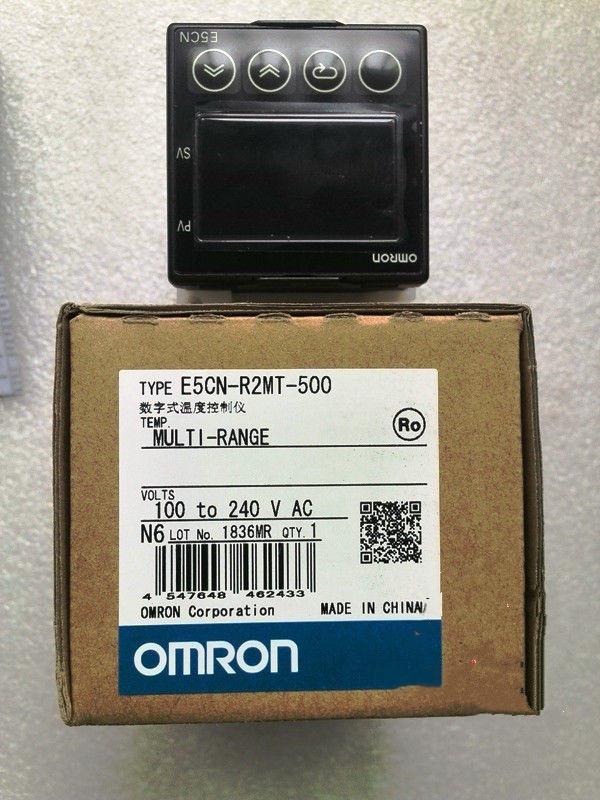 E5CN
SV
PV
OMRON
TYPE E5CN-R2MT-500
数字式温度控制仪
TEMP.
MULTI-RANGE
Ro
VOLTS
100 to 240 V AC
N6 LOT No. 1836MR QTY. 1
4 547648 462433
OMRON Corporation MADE IN CHINA
OMRON